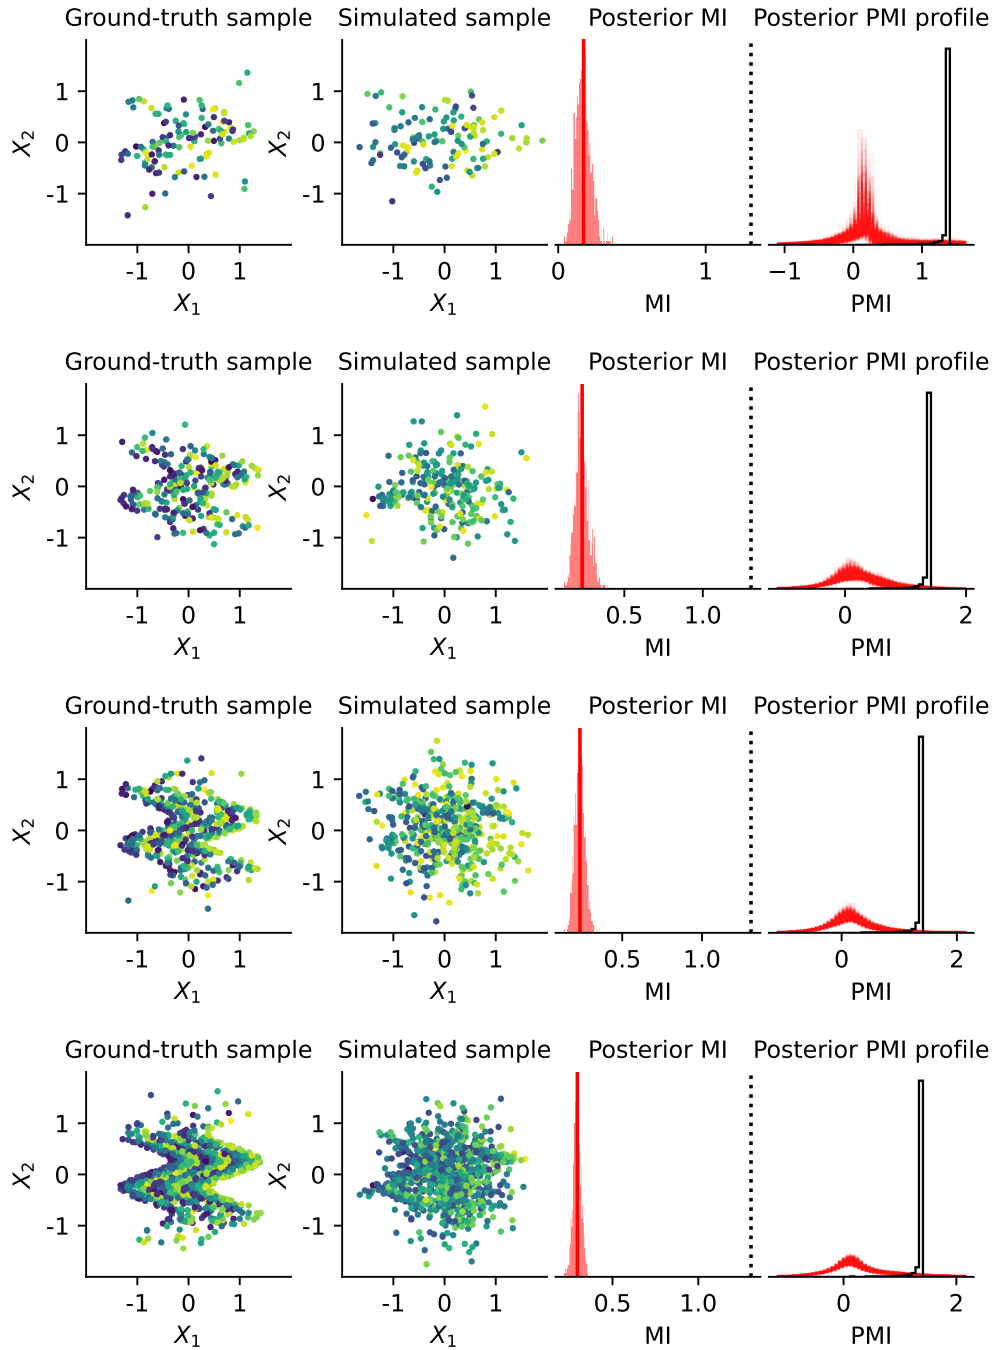 Ground-truth sample Simulated sample Posterior MI Posterior PMI profile
X2 1 0 -1 X2 1 0 -1
-1 0 1 -1 0 1 0 1 −1 0 1
X1 X1 MI PMI
Ground-truth sample Simulated sample Posterior MI Posterior PMI profile
X2 1 0 -1 X2 1 0 -1
-1 0 1 -1 0 1 0.5 1.0 0 2
X1 X1 MI PMI
Ground-truth sample Simulated sample Posterior MI Posterior PMI profile
X2 1 0 -1 X2 1 0 -1
-1 0 1 -1 0 1 0.5 1.0 0 2
X1 X1 MI PMI
Ground-truth sample Simulated sample Posterior MI Posterior PMI profile
X2 1 0 -1 X2 1 0 -1
-1 0 1 -1 0 1 0.5 1.0 0 2
X1 X1 MI PMI